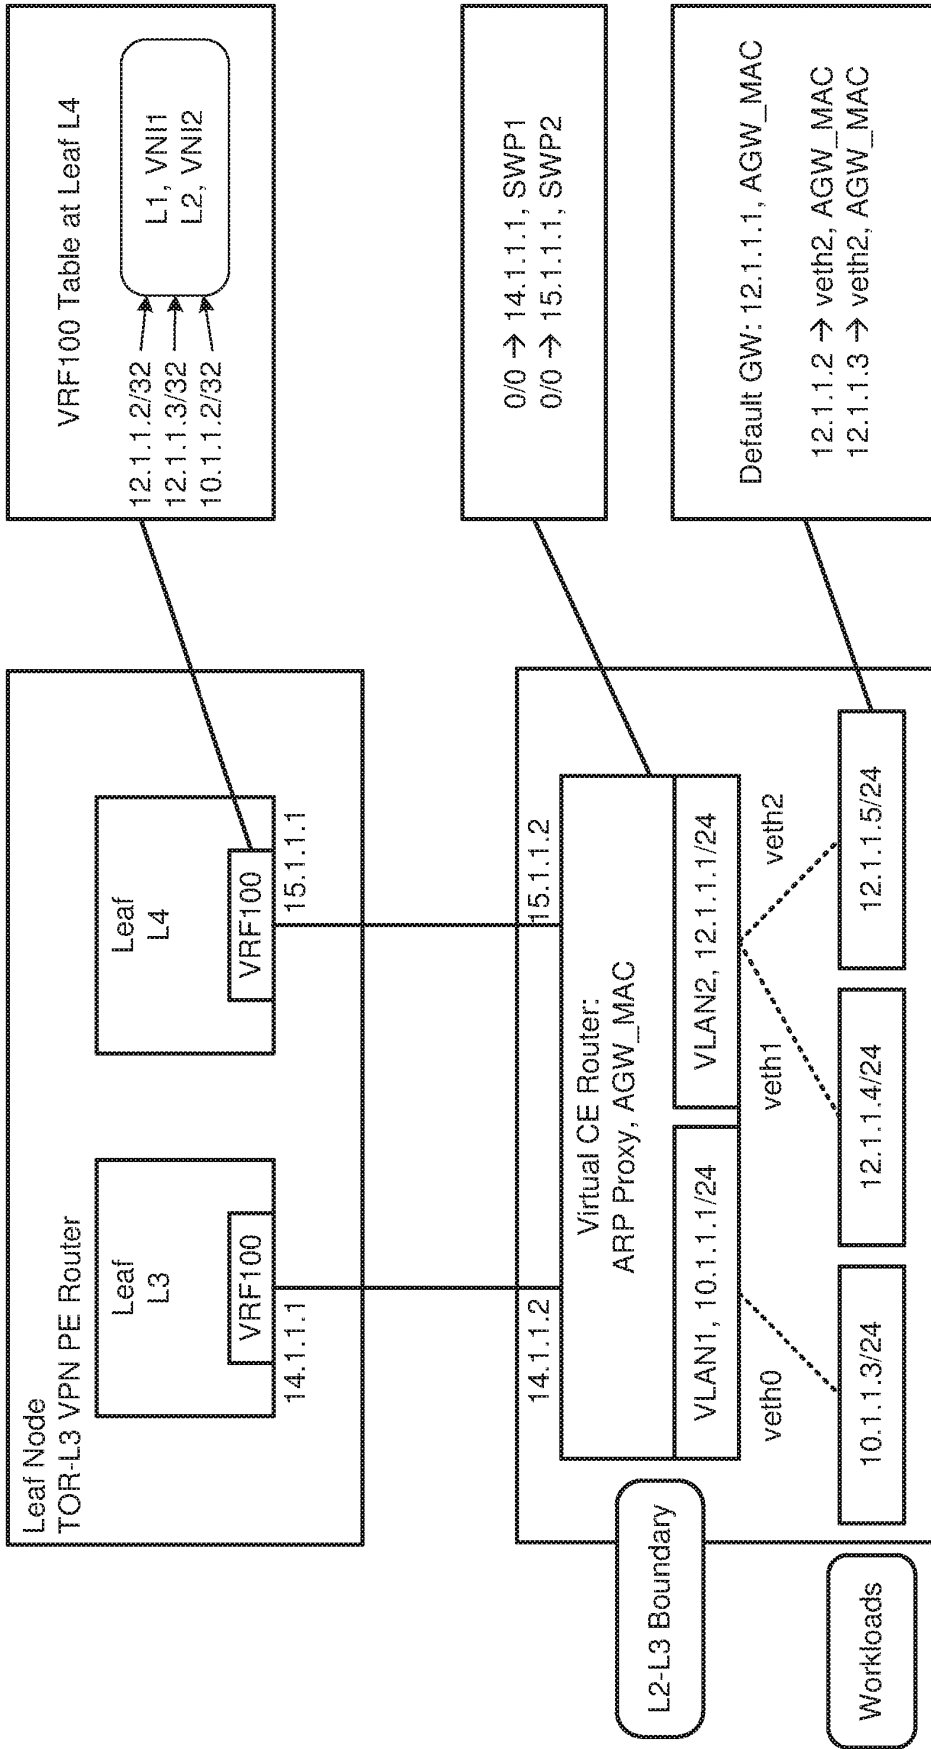 Leaf Node
TOR-L3 VPN PE Router
Leaf
L3
VRF100
14.1.1.1
Leaf
L4
VRF100
15.1.1.1
VRF100 Table at Leaf L4
12.1.1.2/32
12.1.1.3/32
10.1.1.2/32
L1, VNI1
L2, VNI2
14.1.1.2
15.1.1.2
Virtual CE Router:
ARP Proxy, AGW_MAC
VLAN1, 10.1.1.1/24
VLAN2, 12.1.1.1/24
0/0 → 14.1.1.1, SWP1
0/0 → 15.1.1.1, SWP2
L2-L3 Boundary
veth0
veth1
veth2
Workloads
10.1.1.3/24
12.1.1.4/24
12.1.1.5/24
Default GW: 12.1.1.1, AGW_MAC
12.1.1.2 → veth2, AGW_MAC
12.1.1.3 → veth2, AGW_MAC